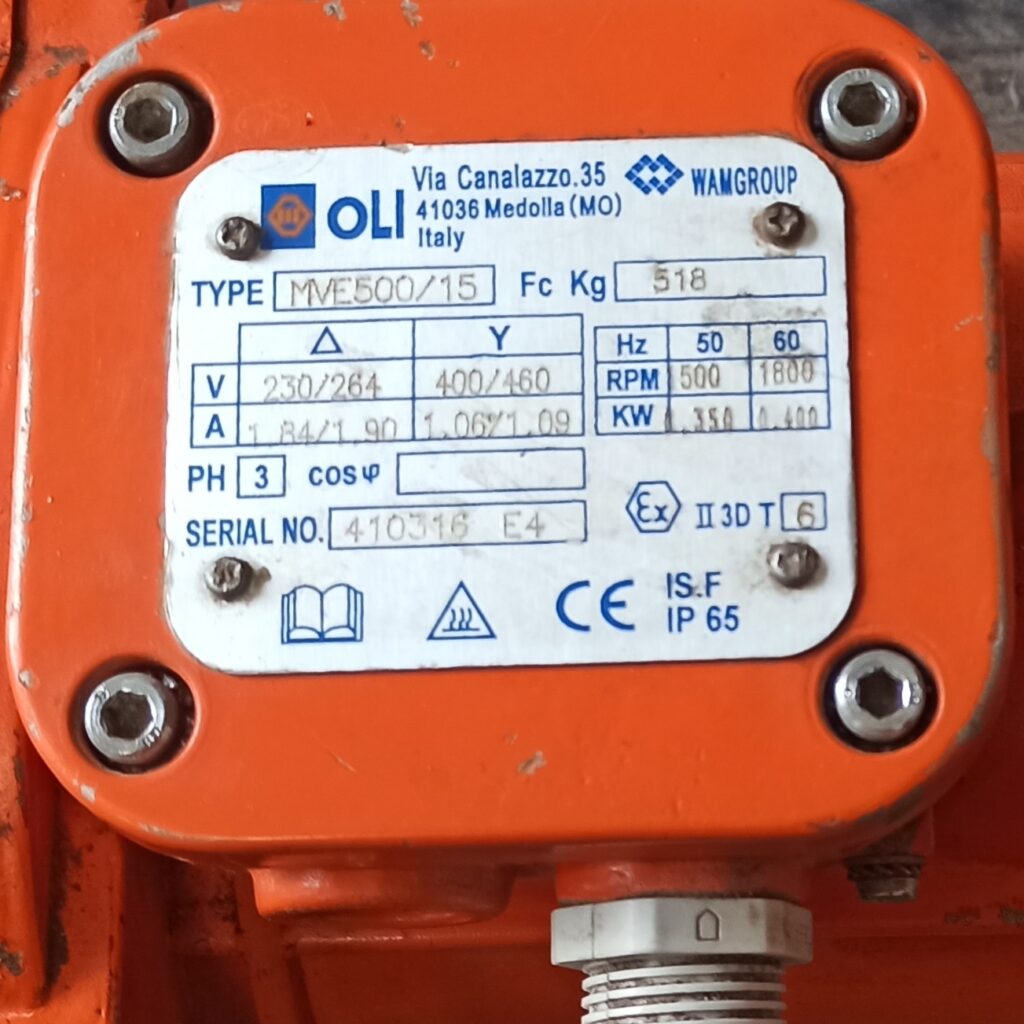 OLI
Via Canalazzo.35
41036 Medolla (MO)
Italy
WAMGROUP
TYPE MVE500/15 Fc Kg 518
Δ Y
V 230/264 400/460
A 1.84/1.90 1.06/1.09
Hz 50 60
RPM 1800
KW
PH 3 cosφ
SERIAL NO. 410316 E4
Ex II 3D T 6
CE
IS.F
IP 65